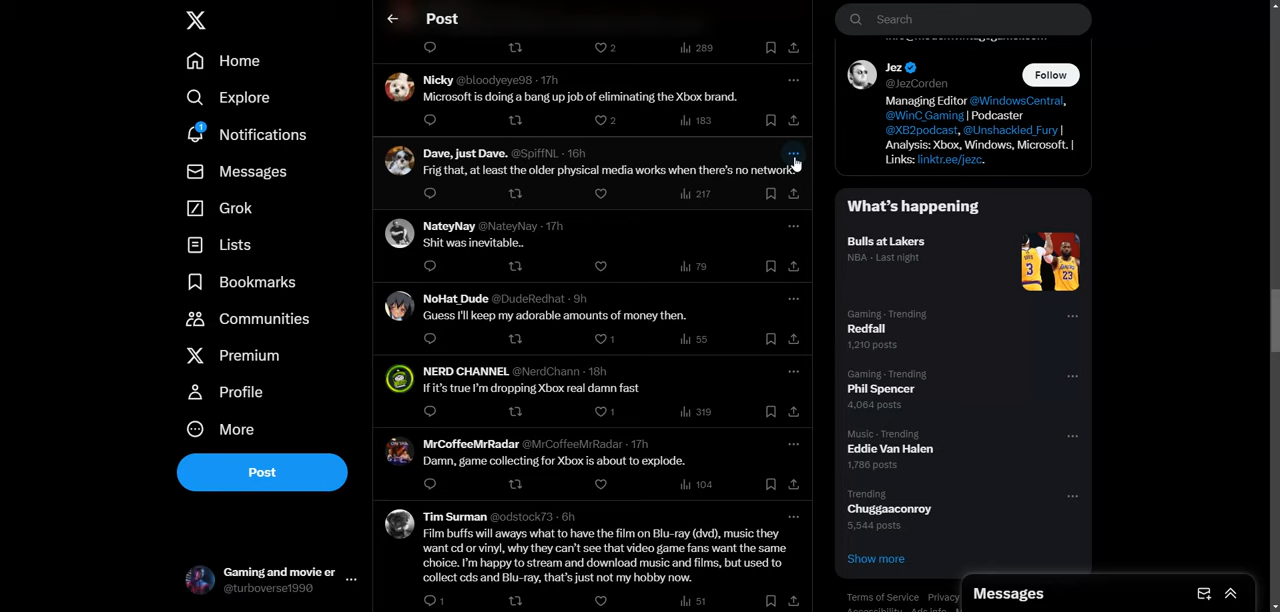 Home
Explore
1
Notifications
Messages
Grok
Lists
Bookmarks
Communities
Premium
Profile
More
Post
Gaming and movie er
@turboverse1990
Post
2
289
Nicky @bloodyeye98 · 17h
Microsoft is doing a bang up job of eliminating the Xbox brand.
2
183
Dave, just Dave. @SpiffNL · 16h
Frig that, at least the older physical media works when there's no network.
217
NateyNay @NateyNay · 17h
Shit was inevitable..
79
NoHat_Dude @DudeRedhat · 9h
Guess I'll keep my adorable amounts of money then.
1
55
NERD CHANNEL @NerdChann · 18h
If it's true I'm dropping Xbox real damn fast
1
319
MrCoffeeMrRadar @MrCoffeeMrRadar · 17h
Damn, game collecting for Xbox is about to explode.
104
Tim Surman @odstock73 · 6h
Film buffs will aways what to have the film on Blu-ray (dvd), music they
want cd or vinyl, why they can't see that video game fans want the same
choice. I'm happy to stream and download music and films, but used to
collect cds and Blu-ray, that's just not my hobby now.
1
51
Search
Jez
@JezCorden
Follow
Managing Editor @WindowsCentral,
@WinC_Gaming | Podcaster
@XB2podcast, @Unshackled_Fury |
Analysis: Xbox, Windows, Microsoft. |
Links: linktr.ee/jezc.
What's happening
Bulls at Lakers
NBA · Last night
Gaming · Trending
Redfall
1,210 posts
Gaming · Trending
Phil Spencer
4,064 posts
Music · Trending
Eddie Van Halen
1,786 posts
Trending
Chuggaaconroy
5,544 posts
Show more
Terms of Service Privacy
Messages